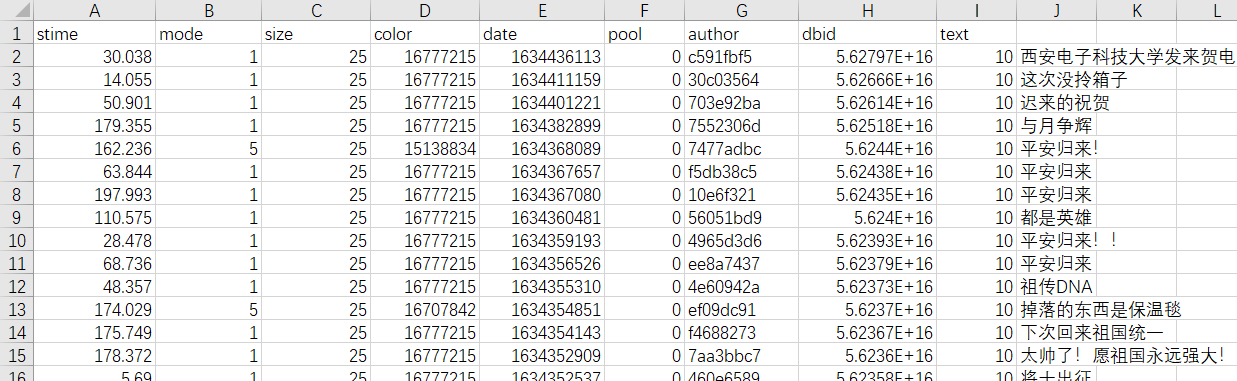 A B C D E F G H I J K L
1 stime mode size color date pool author dbid text
2 30.038 1 25 16777215 1634436113 0 c591fbf5 5.62797E+16 10 西安电子科技大学发来贺电
3 14.055 1 25 16777215 1634411159 0 30c03564 5.62666E+16 10 这次没拎箱子
4 50.901 1 25 16777215 1634401221 0 703e92ba 5.62614E+16 10 迟来的祝贺
5 179.355 1 25 16777215 1634382899 0 7552306d 5.62518E+16 10 与月争辉
6 162.236 5 25 15138834 1634368089 0 7477adbc 5.6244E+16 10 平安归来！
7 63.844 1 25 16777215 1634367657 0 f5db38c5 5.62438E+16 10 平安归来
8 197.993 1 25 16777215 1634367080 0 10e6f321 5.62435E+16 10 平安归来
9 110.575 1 25 16777215 1634360481 0 56051bd9 5.624E+16 10 都是英雄
10 28.478 1 25 16777215 1634359193 0 4965d3d6 5.62393E+16 10 平安归来！！
11 68.736 1 25 16777215 1634356526 0 ee8a7437 5.62379E+16 10 平安归来
12 48.357 1 25 16777215 1634355310 0 4e60942a 5.62373E+16 10 祖传DNA
13 174.029 5 25 16707842 1634354851 0 ef09dc91 5.6237E+16 10 掉落的东西是保温毯
14 175.749 1 25 16777215 1634354143 0 f4688273 5.62367E+16 10 下次回来祖国统一
15 178.372 1 25 16777215 1634352909 0 7aa3bbc7 5.6236E+16 10 太帅了！愿祖国永远强大！
16 5.69 1 25 16777215 1634352537 0 460e6589 5.62358E+16 10 将士出征